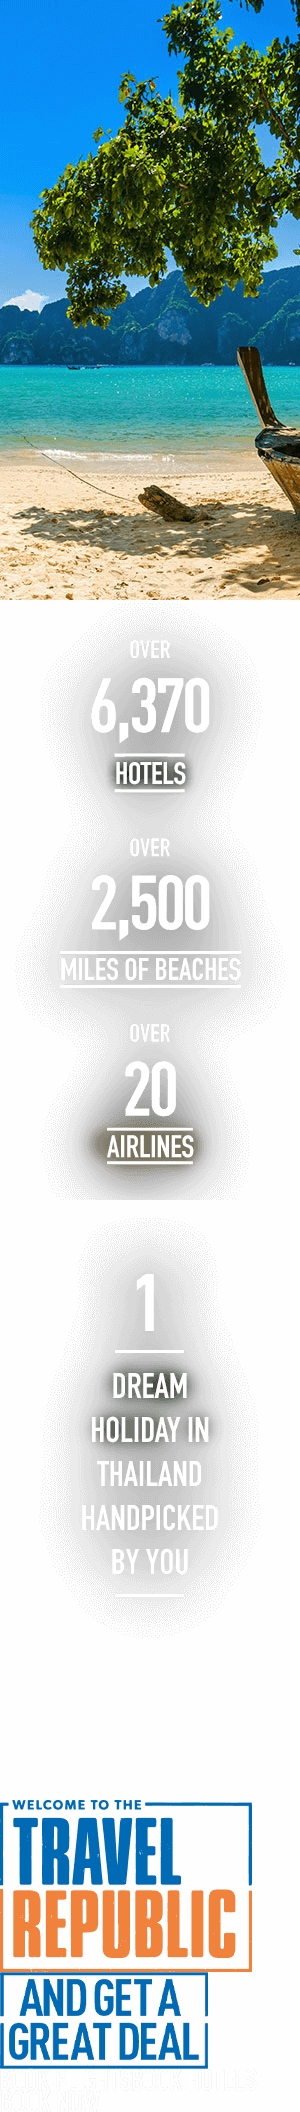 OVER
6,370
HOTELS
OVER
2,500
MILES OF BEACHES
OVER
20
AIRLINES
1
DREAM
HOLIDAY IN
THAILAND
HANDPICKED
BY YOU
WELCOME TO THE
TRAVEL
REPUBLIC
AND GET A
GREAT DEAL